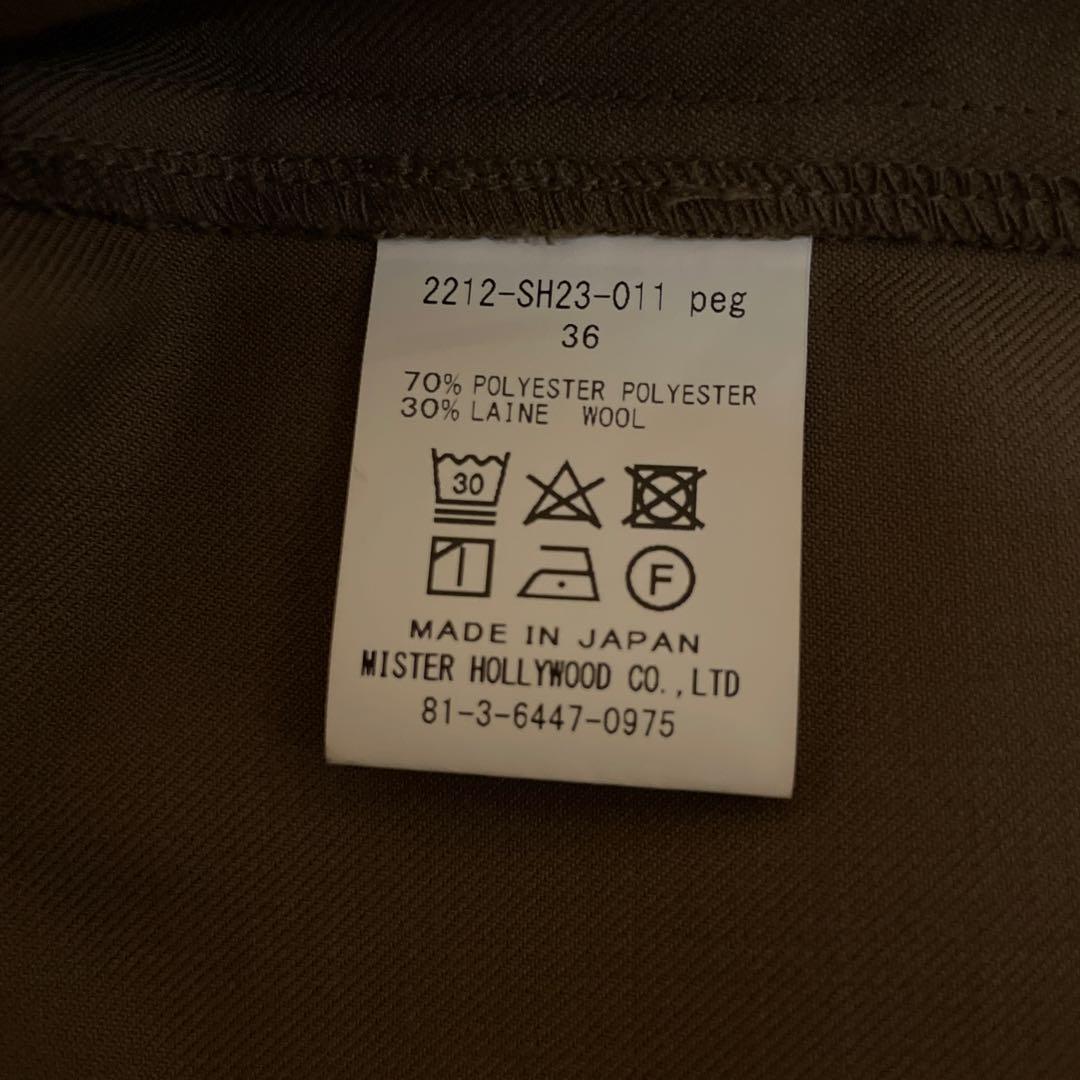 2212-SH23-011 peg
36
70% POLYESTER POLYESTER
30% LAINE WOOL
30
F
MADE IN JAPAN
MISTER HOLLYWOOD CO.,LTD
81-3-6447-0975